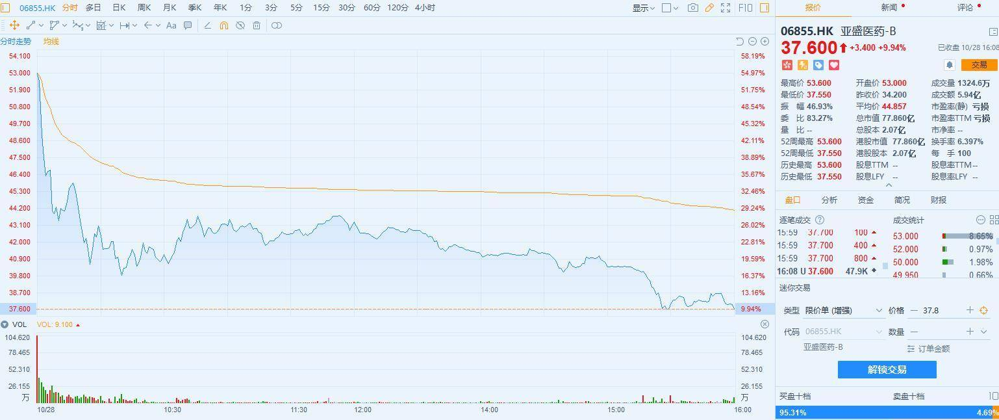 06855.HK 分时 多日 日K 周K 月K 季K 年K 1分 3分 5分 15分 30分 60分 120分 4小时 显示
Aa
分时走势 均线
54.100 58.19%
53.000 54.97%
51.900 51.75%
50.800 48.54%
49.700 45.32%
48.600 42.11%
47.500 38.89%
46.400 35.67%
45.300 32.46%
44.200 29.24%
43.100 26.02%
42.000 22.81%
40.900 19.59%
39.800 16.37%
38.700 13.16%
37.600 9.94%
VOL VOL: 9.100
104.620 104.620
78.465 78.465
52.310 52.310
26.155 26.155
万 万
10/28 10:30 11:30 12:00 14:00 15:00 16:00
报价 新闻 评论
06855.HK 亚盛医药-B
37.600 +3.400 +9.94% 已收盘 10/28 16:08
交易
最高价 53.600 开盘价 53.000 成交量 1324.6万
最低价 37.550 昨收价 34.200 成交额 5.94亿
振 幅 46.93% 平均价 44.857 市盈率(静) 亏损
委 比 83.27% 总市值 77.860亿 市盈率TTM 亏损
量 比 -- 总股本 2.07亿 市净率 --
52周最高 53.600 港股市值 77.860亿 换手率 6.397%
52周最低 37.550 港股股本 2.07亿 每 手 100
历史最高 53.600 股息TTM -- 股息率TTM --
历史最低 37.550 股息LFY -- 股息率LFY --
盘口 分析 资金 简况 财报
逐笔成交 成交统计
15:59 37.700 100 53.000 8.65%
15:59 37.700 400 52.000 0.97%
15:59 37.700 800 50.000 1.98%
16:08 U 37.600 47.9K 49.950 0.66%
迷你交易
类型 限价单 (增强) 价格 37.8
代码 06855.HK 数量
亚盛医药-B 订单金额
解锁交易
买盘十档 卖盘十档 10
95.31% 4.69%